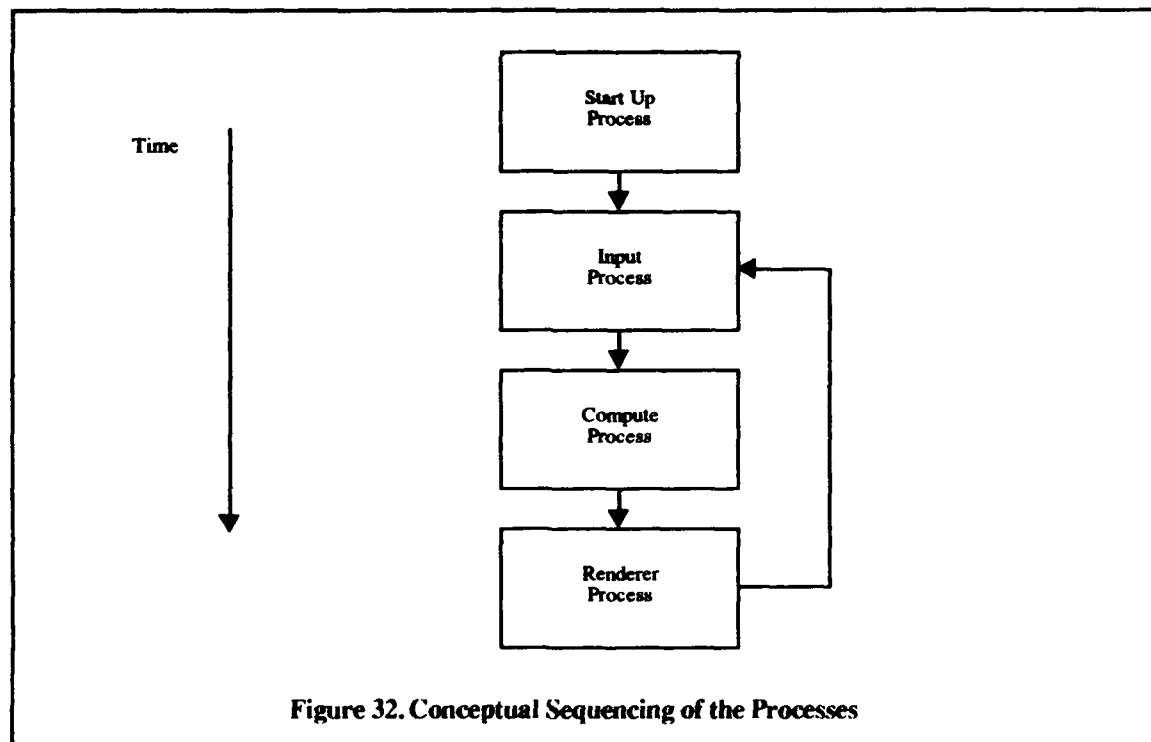 Start Up
Process
Time
Input
Process
Compute
Process
Renderer
Process
Figure 32. Conceptual Sequencing of the Processes